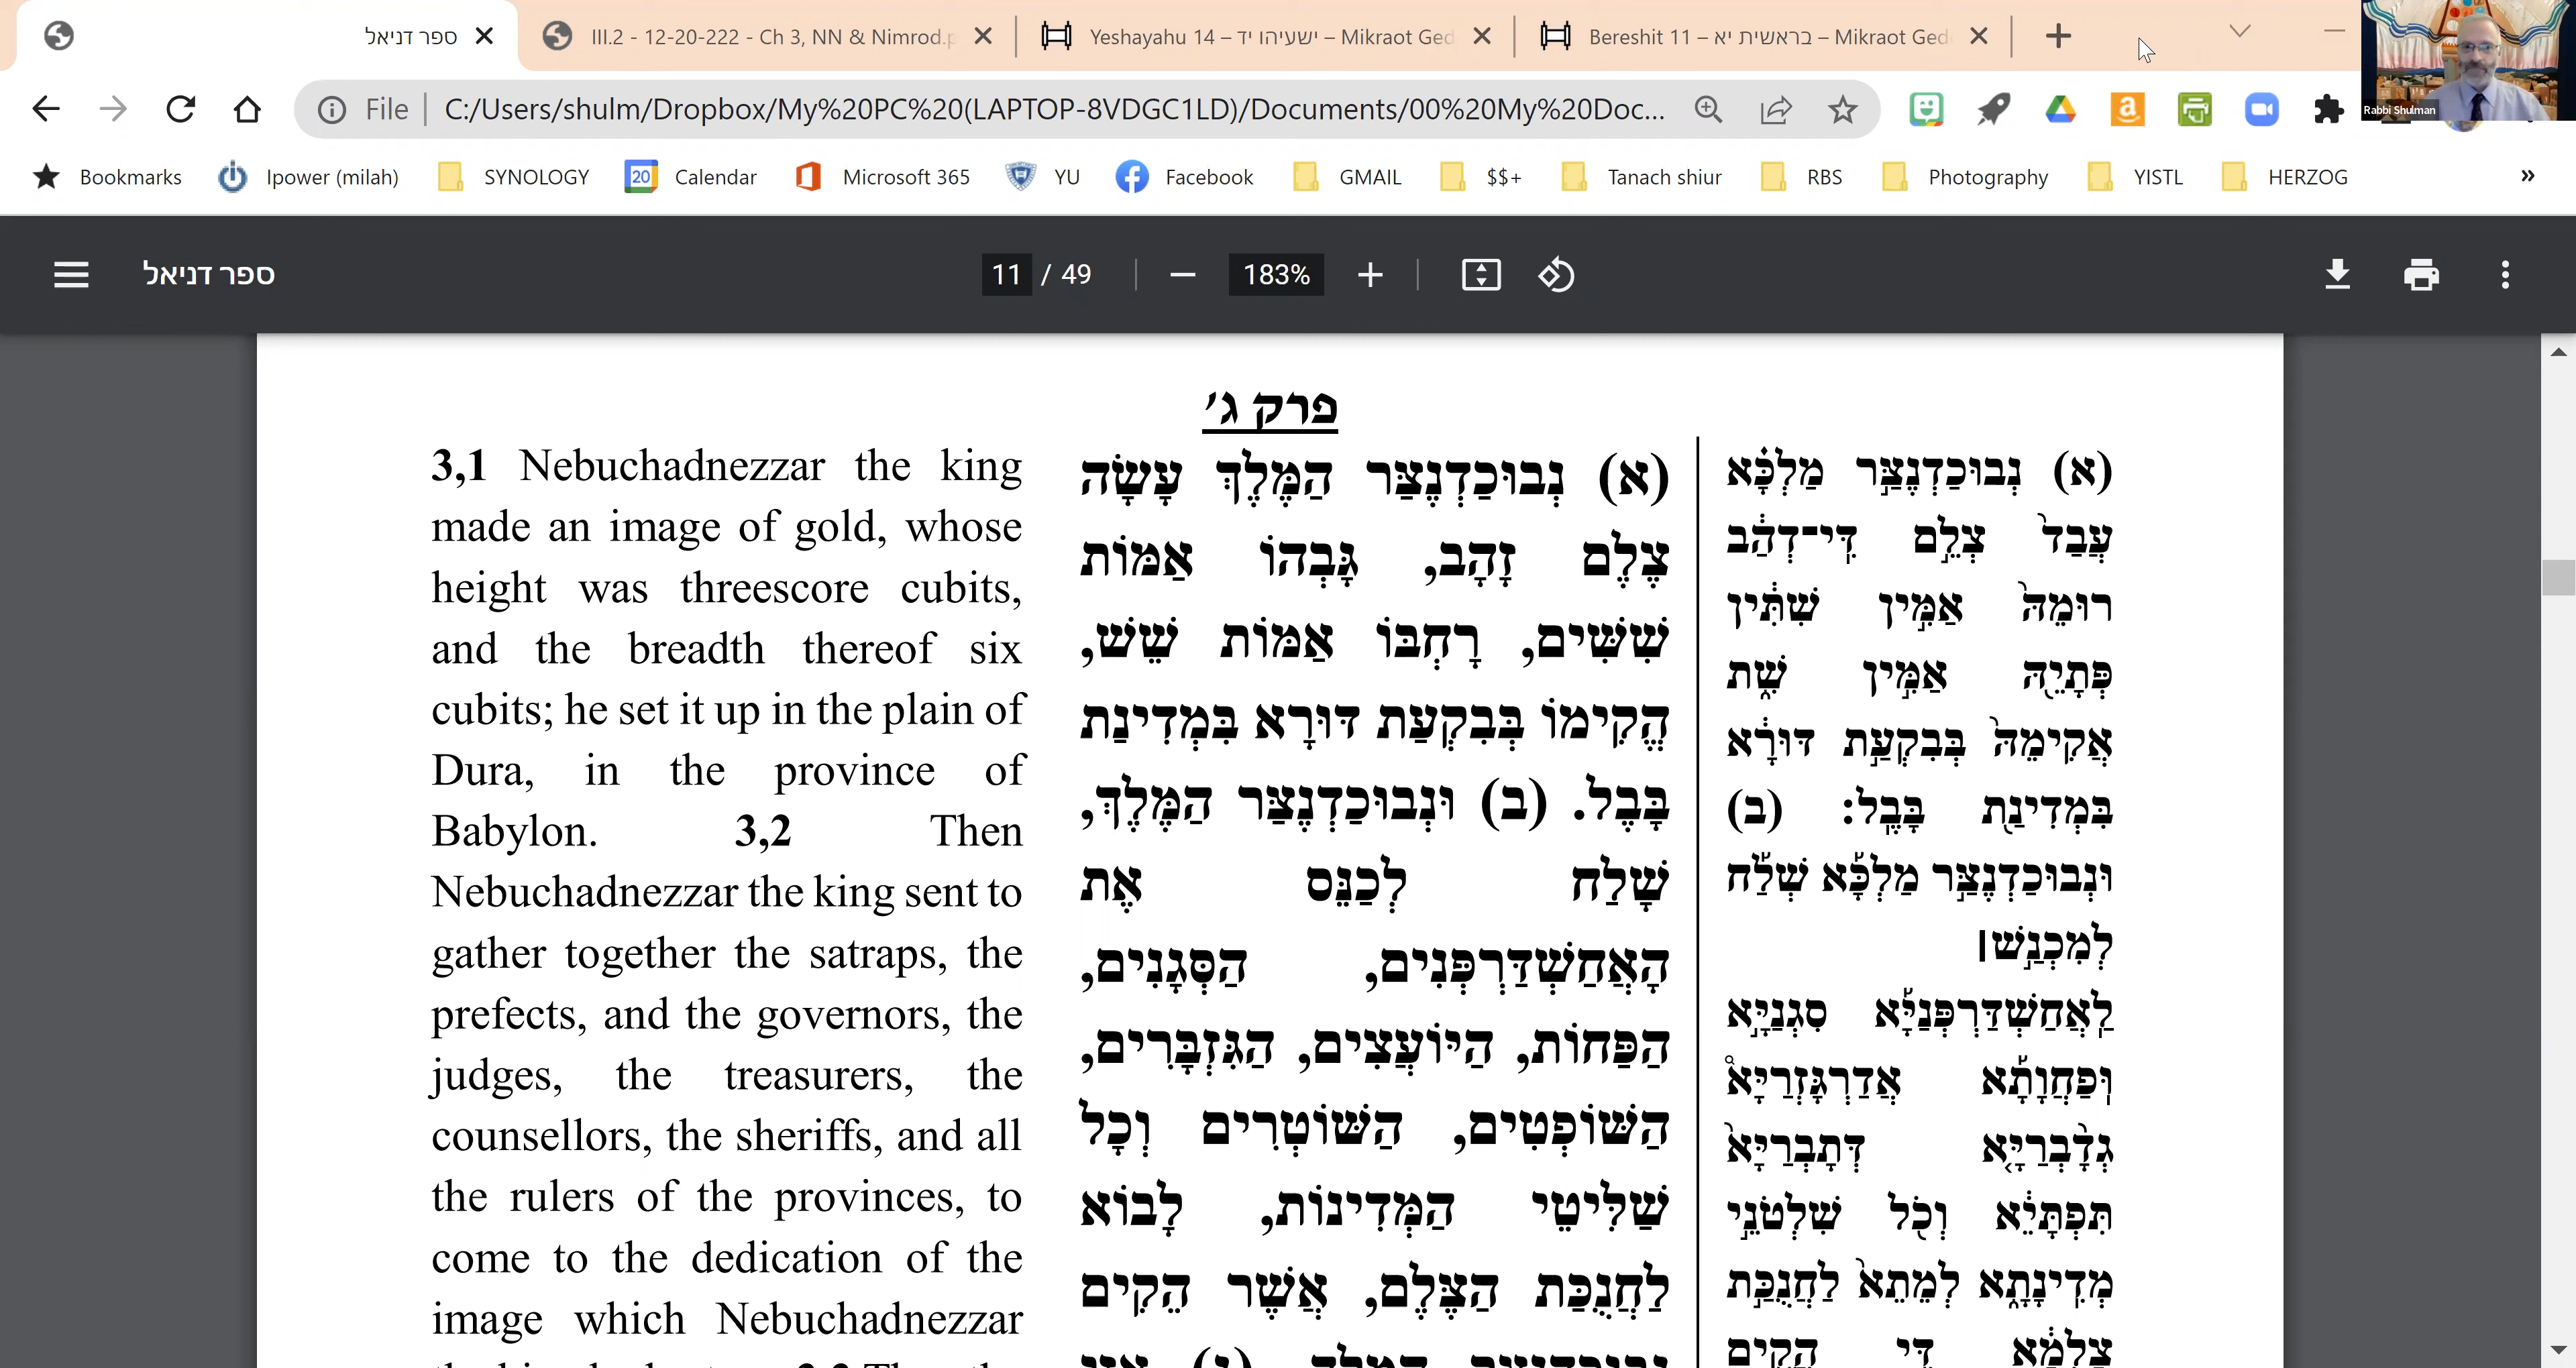 ספר דניאל
III.2 - 12-20-222 - Ch 3, NN & Nimrod.p
Yeshayahu 14 – ישעיהו יד – Mikraot Ged
Bereshit 11 – בראשית יא – Mikraot Ged
File
C:/Users/shulm/Dropbox/My%20PC%20(LAPTOP-8VDGC1LD)/Documents/00%20My%20Doc...
Rabbi Shulman
Bookmarks
Ipower (milah)
SYNOLOGY
20
Calendar
Microsoft 365
YU
Facebook
GMAIL
$$+
Tanach shiur
RBS
Photography
YISTL
HERZOG
»
ספר דניאל
11 / 49
183%
פרק ג׳
3,1 Nebuchadnezzar the king
made an image of gold, whose
height was threescore cubits,
and the breadth thereof six
cubits; he set it up in the plain of
Dura, in the province of
Babylon. 3,2 Then
Nebuchadnezzar the king sent to
gather together the satraps, the
prefects, and the governors, the
judges, the treasurers, the
counsellors, the sheriffs, and all
the rulers of the provinces, to
come to the dedication of the
image which Nebuchadnezzar
(א) נְבוּכַדְנֶצַּר הַמֶּלֶךְ עָשָׂה
צֶלֶם זָהָב, גָּבְהוֹ אַמּוֹת
שִׁשִּׁים, רָחְבּוֹ אַמּוֹת שֵׁשׁ,
הֱקִימוֹ בְּבִקְעַת דּוּרָא בִּמְדִינַת
בָּבֶל. (ב) וּנְבוּכַדְנֶצַּר הַמֶּלֶךְ,
שָׁלַח לְכַנֵּס אֶת
הָאֲחַשְׁדַּרְפְּנִים, הַסְּגָנִים,
הַפַּחוֹת, הַיּוֹעֲצִים, הַגִּזְבָּרִים,
הַשּׁוֹפְטִים, הַשּׁוֹטְרִים וְכָל
שַׁלִּיטֵי הַמְּדִינוֹת, לָבוֹא
לַחֲנֻכַּת הַצֶּלֶם, אֲשֶׁר הֵקִים
(א) נְבוּכַדְנֶצַּ֣ר מַלְכָּ֗א
עֲבַד֙ צְלֵ֣ם דִּֽי־דְהַ֔ב
רוּמֵהּ֙ אַמִּ֣ין שִׁתִּ֔ין
פְּתָיֵ֖הּ אַמִּ֣ין שִׁ֑ת
אֲקִימֵהּ֙ בְּבִקְעַ֣ת דּוּרָ֔א
בִּמְדִינַ֖ת בָּבֶֽל׃ (ב)
וּנְבוּכַדְנֶצַּ֣ר מַלְכָּ֡א שְׁלַ֡ח
לְמִכְנַ֣שׁ׀
לַֽאֲחַשְׁדַּרְפְּנַיָּ֡א סִגְנַיָּ֣א
וּֽפַחֲוָתָ֡א אֲדַרְגָּזְרַיָּא֩
גְדָ֨בְרַיָּ֤א דְּתָבְרַיָּא֙
תִּפְתָּיֵ֔א וְכֹ֖ל שִׁלְטֹנֵ֣י
מְדִֽינָתָ֑א לְמֵתֵא֙ לַחֲנֻכַּ֣ת
צַלְמָ֔א דִּ֥י הֲקֵ֖ים